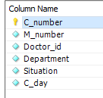 Column Name
C_number
M_number
Doctor_id
Department
Situation
C_day